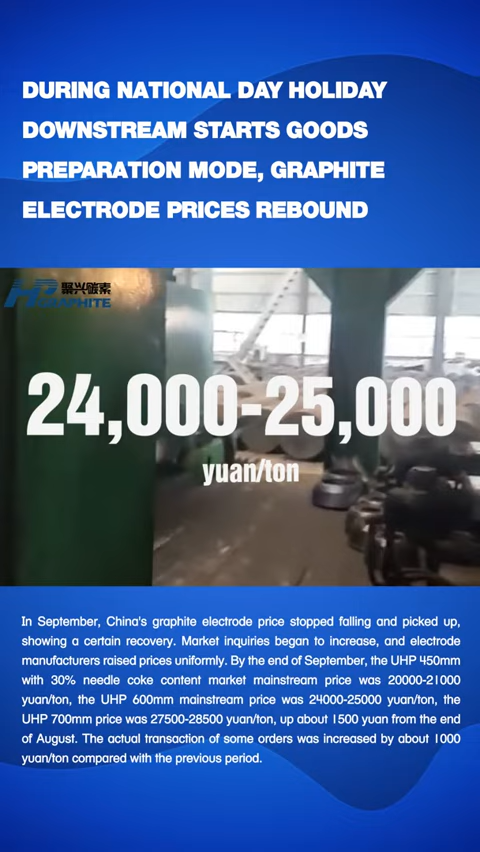 DURING NATIONAL DAY HOLIDAY
DOWNSTREAM STARTS GOODS
PREPARATION MODE, GRAPHITE
ELECTRODE PRICES REBOUND
聚兴碳素
GRAPHITE
24,000-25,000
yuan/ton
In September, China's graphite electrode price stopped falling and picked up,
showing a certain recovery. Market inquiries began to increase, and electrode
manufacturers raised prices uniformly. By the end of September, the UHP 450mm
with 30% needle coke content market mainstream price was 20000-21000
yuan/ton, the UHP 600mm mainstream price was 24000-25000 yuan/ton, the
UHP 700mm price was 27500-28500 yuan/ton, up about 1500 yuan from the end
of August. The actual transaction of some orders was increased by about 1000
yuan/ton compared with the previous period.